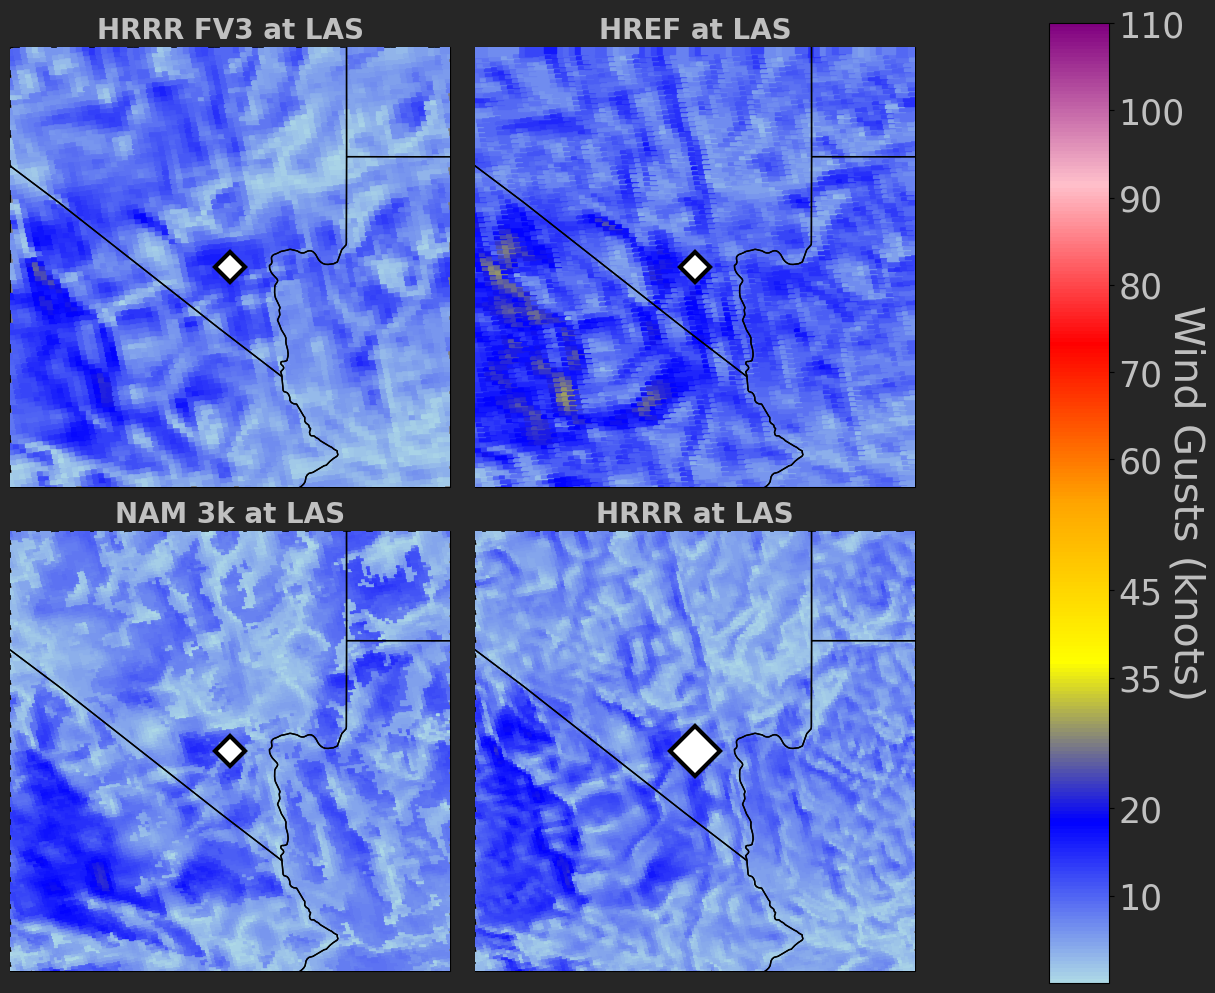 HRRR FV3 at LAS
HREF at LAS
NAM 3k at LAS
HRRR at LAS
110
100
90
80
70
60
45
35
20
10
Wind Gusts (knots)